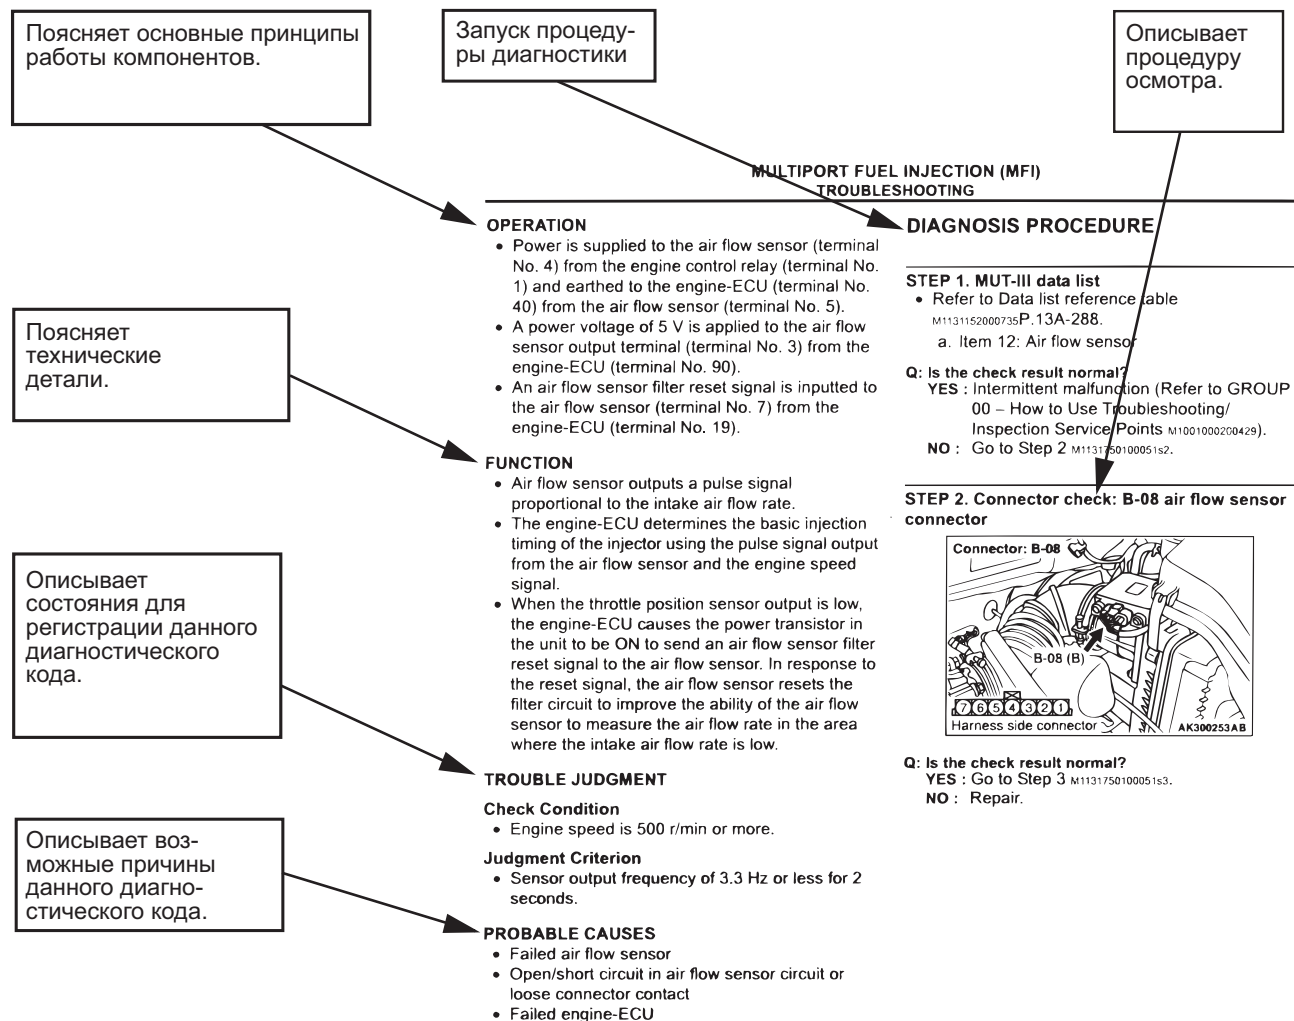 Поясняет основные принципы
работы компонентов.
Запуск процеду-
ры диагностики
Описывает
процедуру
осмотра.
MULTIPORT FUEL INJECTION (MFI)
TROUBLESHOOTING
Поясняет
технические
детали.
Описывает
состояния для
регистрации данного
диагностического
кода.
Описывает воз-
можные причины
данного диагно-
стического кода.
OPERATION
• Power is supplied to the air flow sensor (terminal
No. 4) from the engine control relay (terminal No.
1) and earthed to the engine-ECU (terminal No.
40) from the air flow sensor (terminal No. 5).
• A power voltage of 5 V is applied to the air flow
sensor output terminal (terminal No. 3) from the
engine-ECU (terminal No. 90).
• An air flow sensor filter reset signal is inputted to
the air flow sensor (terminal No. 7) from the
engine-ECU (terminal No. 19).
FUNCTION
• Air flow sensor outputs a pulse signal
proportional to the intake air flow rate.
• The engine-ECU determines the basic injection
timing of the injector using the pulse signal output
from the air flow sensor and the engine speed
signal.
• When the throttle position sensor output is low,
the engine-ECU causes the power transistor in
the unit to be ON to send an air flow sensor filter
reset signal to the air flow sensor. In response to
the reset signal, the air flow sensor resets the
filter circuit to improve the ability of the air flow
sensor to measure the air flow rate in the area
where the intake air flow rate is low.
TROUBLE JUDGMENT
Check Condition
• Engine speed is 500 r/min or more.
Judgment Criterion
• Sensor output frequency of 3.3 Hz or less for 2
seconds.
PROBABLE CAUSES
• Failed air flow sensor
• Open/short circuit in air flow sensor circuit or
loose connector contact
• Failed engine-ECU
DIAGNOSIS PROCEDURE
STEP 1. MUT-III data list
• Refer to Data list reference table
M1131152000735P.13A-288.
a. Item 12: Air flow sensor
Q: Is the check result normal?
YES : Intermittent malfunction (Refer to GROUP
00 – How to Use Troubleshooting/
Inspection Service Points M1001000200429).
NO : Go to Step 2 M1131750100051s2.
STEP 2. Connector check: B-08 air flow sensor
connector
Connector: B-08
B-08 (B)
7 6 5 4 3 2 1
Harness side connector
AK300253AB
Q: Is the check result normal?
YES : Go to Step 3 M1131750100051s3.
NO : Repair.